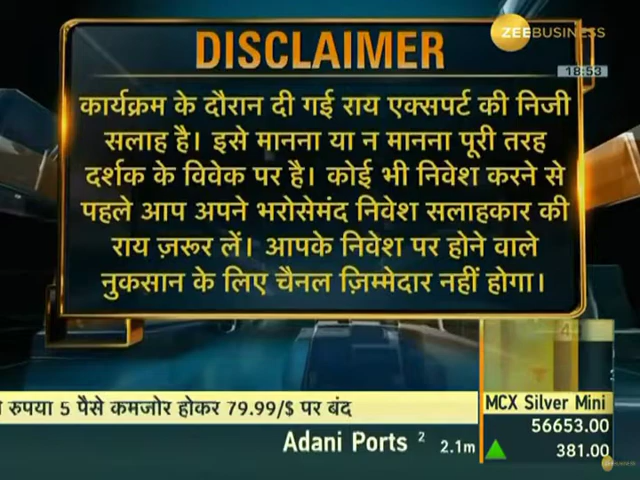 ZEEBUSINESS
DISCLAIMER
18:53
कार्यक्रम के दौरान दी गई राय एक्सपर्ट की निजी
सलाह है। इसे मानना या न मानना पूरी तरह
दर्शक के विवेक पर है। कोई भी निवेश करने से
पहले आप अपने भरोसेमंद निवेश सलाहकार की
राय ज़रूर लें। आपके निवेश पर होने वाले
नुकसान के लिए चैनल ज़िम्मेदार नहीं होगा।
रुपया 5 पैसे कमजोर होकर 79.99/$ पर बंद
MCX Silver Mini
56653.00
381.00
Adani Ports 2 2.1m
ZEEBUSINESS